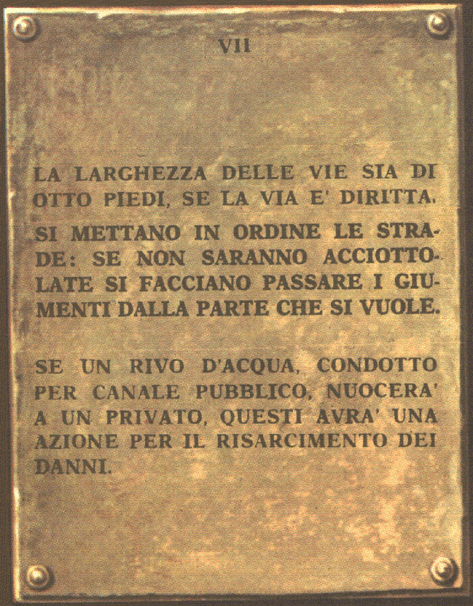 VII
LA LARGHEZZA DELLE VIE SIA DI
OTTO PIEDI, SE LA VIA E' DIRITTA.
SI METTANO IN ORDINE LE STRA-
DE: SE NON SARANNO ACCIOTTO-
LATE SI FACCIANO PASSARE I GIU-
MENTI DALLA PARTE CHE SI VUOLE.
SE UN RIVO D'ACQUA, CONDOTTO
PER CANALE PUBBLICO, NUOCERA'
A UN PRIVATO, QUESTI AVRA' UNA
AZIONE PER IL RISARCIMENTO DEI
DANNI.